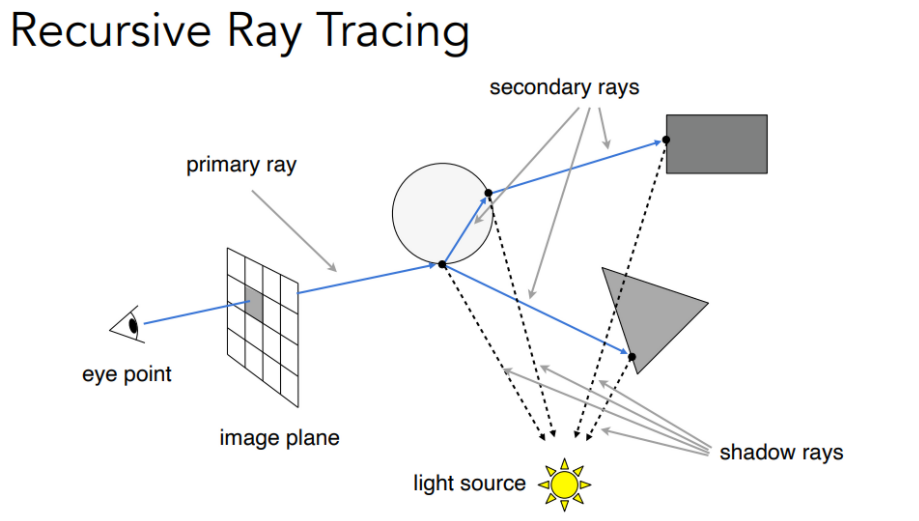 Recursive Ray Tracing
secondary rays
primary ray
eye point
image plane
shadow rays
light source